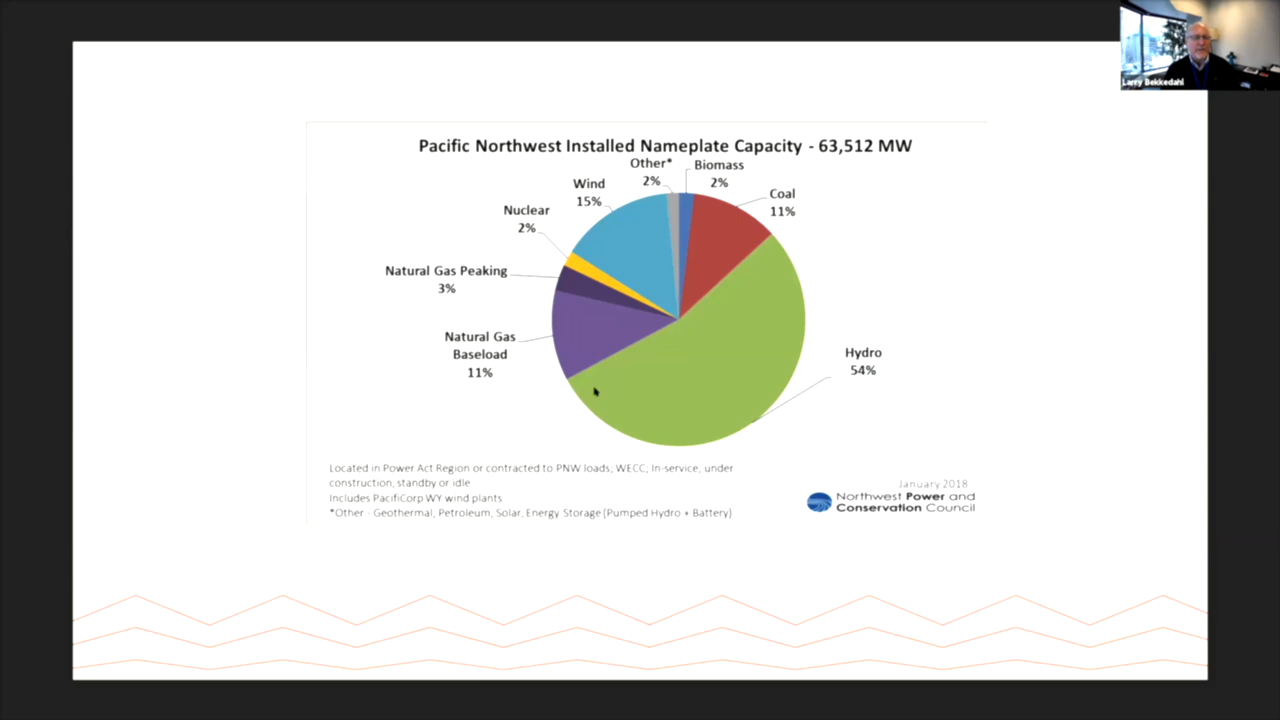 Larry Bekkedahl
Pacific Northwest Installed Nameplate Capacity - 63,512 MW
Other*
2%
Biomass
2%
Wind
15%
Coal
11%
Nuclear
2%
Natural Gas Peaking
3%
Natural Gas
Baseload
11%
Hydro
54%
Located in Power Act Region or contracted to PNW loads; WECC; In-service, under
construction, standby or idle
Includes PacifiCorp WY wind plants
*Other - Geothermal, Petroleum, Solar, Energy Storage (Pumped Hydro + Battery)
January 2018
Northwest Power and
Conservation Council